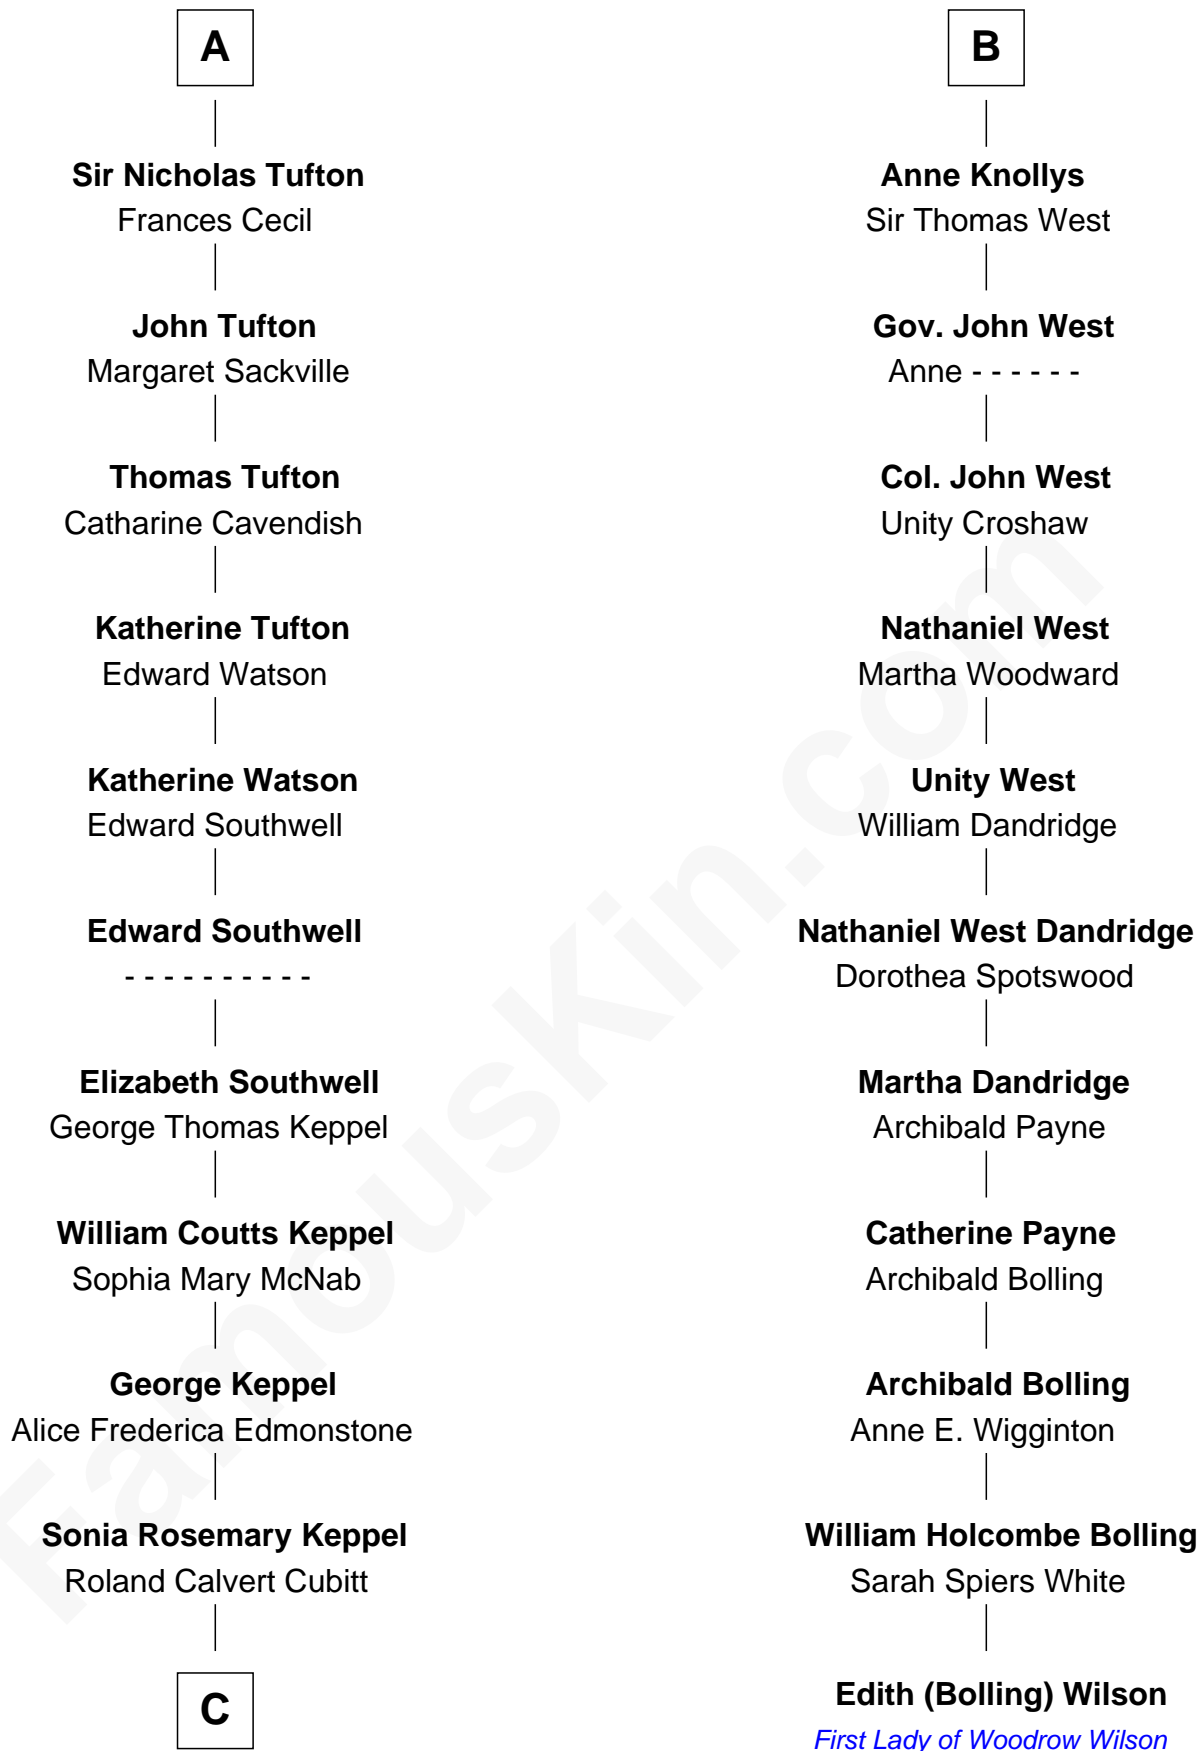 A
Sir Nicholas Tufton
Frances Cecil
John Tufton
Margaret Sackville
Thomas Tufton
Catharine Cavendish
Katherine Tufton
Edward Watson
Katherine Watson
Edward Southwell
Edward Southwell
- - - - - - - - - -
Elizabeth Southwell
George Thomas Keppel
William Coutts Keppel
Sophia Mary McNab
George Keppel
Alice Frederica Edmonstone
Sonia Rosemary Keppel
Roland Calvert Cubitt
C
B
Anne Knollys
Sir Thomas West
Gov. John West
Anne - - - - - -
Col. John West
Unity Croshaw
Nathaniel West
Martha Woodward
Unity West
William Dandridge
Nathaniel West Dandridge
Dorothea Spotswood
Martha Dandridge
Archibald Payne
Catherine Payne
Archibald Bolling
Archibald Bolling
Anne E. Wigginton
William Holcombe Bolling
Sarah Spiers White
Edith (Bolling) Wilson
First Lady of Woodrow Wilson
FamousKin.com